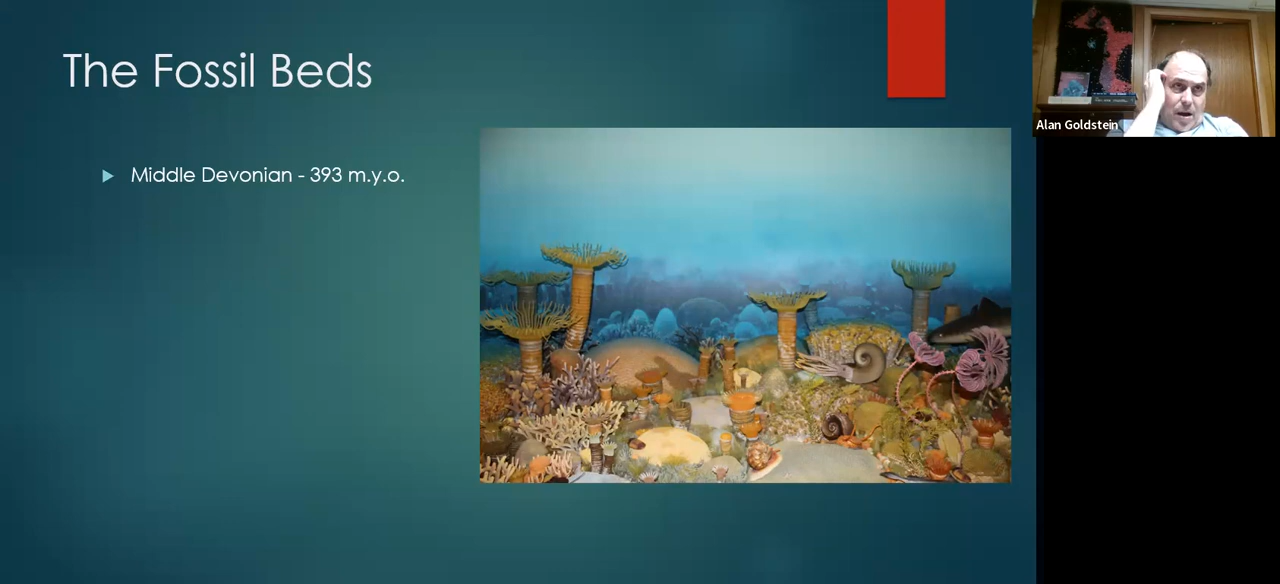 The Fossil Beds
Middle Devonian - 393 m.y.o.
Alan Goldstein